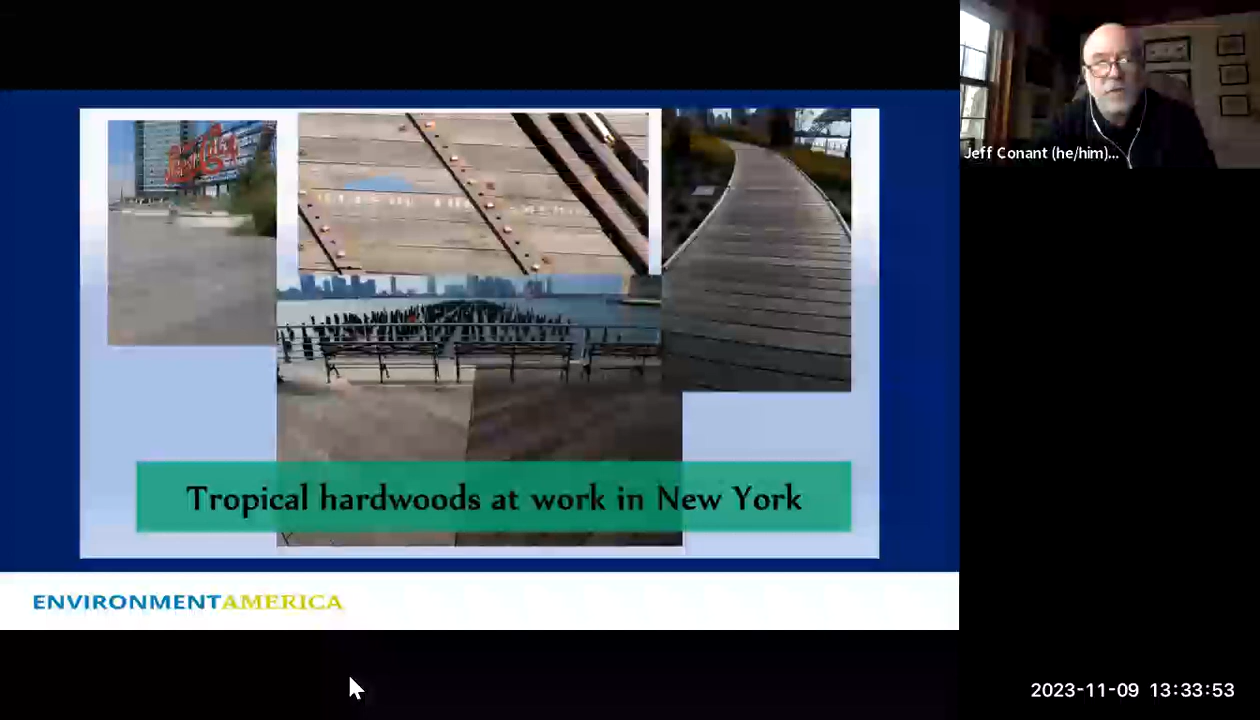 Jeff Conant (he/him)...
Tropical hardwoods at work in New York
ENVIRONMENTAMERICA
2023-11-09 13:33:53